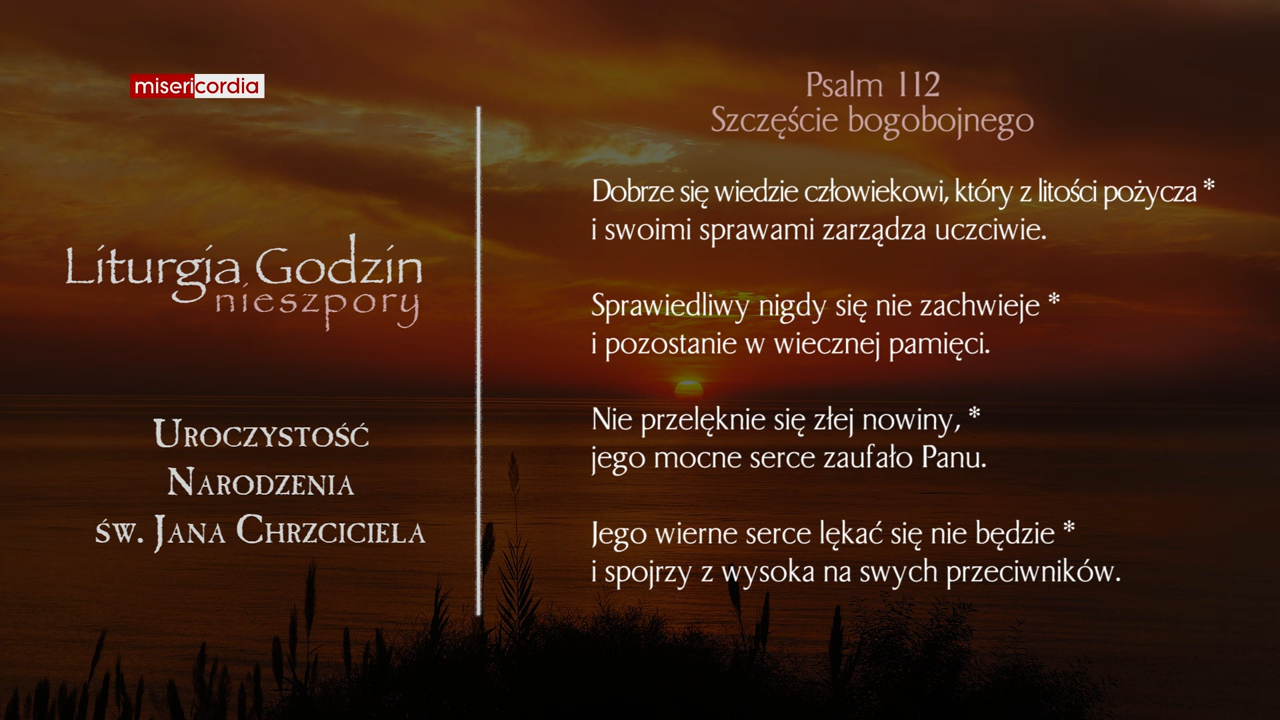 misericordia
Liturgia Godzin
nieszpory
Uroczystość
Narodzenia
św. Jana Chrzciciela
Psalm 112
Szczęście bogobojnego
Dobrze się wiedzie człowiekowi, który z litości pożycza *
i swoimi sprawami zarządza uczciwie.
Sprawiedliwy nigdy się nie zachwieje *
i pozostanie w wiecznej pamięci.
Nie przelęknie się złej nowiny, *
jego mocne serce zaufało Panu.
Jego wierne serce lękać się nie będzie *
i spojrzy z wysoka na swych przeciwników.